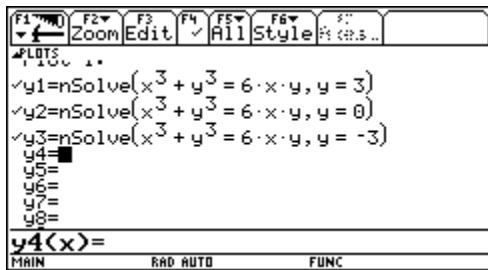 F1 F2 F3 F4 F5 F6
Zoom Edit ✓ All Style
▲PLOTS
✓y1=nSolve(x³ + y³ = 6·x·y, y = 3)
✓y2=nSolve(x³ + y³ = 6·x·y, y = 0)
✓y3=nSolve(x³ + y³ = 6·x·y, y = -3)
y4=
y5=
y6=
y7=
y8=
y4(x)=
MAIN RAD AUTO FUNC